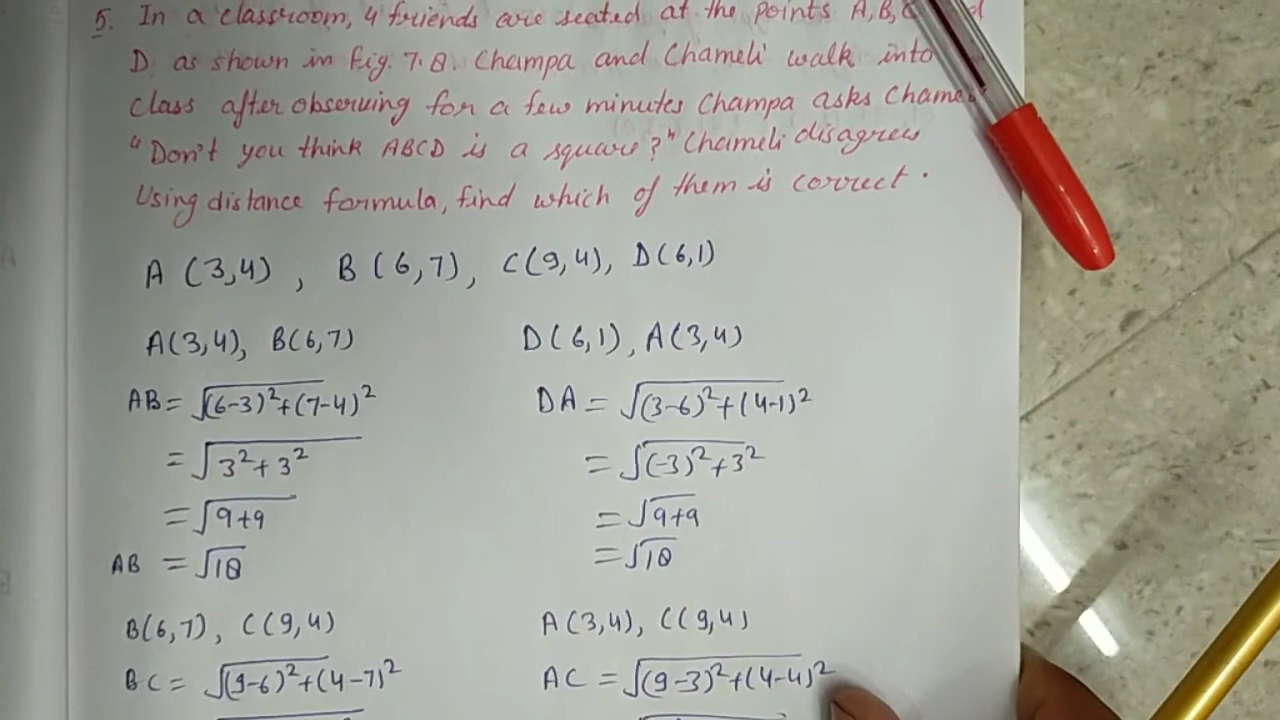 5. In a classroom, 4 friends are seated at the points A, B, C
D as shown in Fig. 7.8. Champa and Chameli walk into
class after observing for a few minutes Champa asks
"Don't you think ABCD is a square?" Chameli disagrees
Using distance formula, find which of them is correct.
A (3,4), B (6,7), C(9,4), D(6,1)
A(3,4), B(6,7)
AB = √(6-3)²+(7-4)²
= √3²+3²
= √9+9
AB = √18
B(6,7), C(9,4)
BC = √(9-6)²+(4-7)²
D(6,1), A(3,4)
DA = √(3-6)²+(4-1)²
= √(-3)²+3²
= √9+9
= √18
A(3,4), C(9,4)
AC = √(9-3)²+(4-4)²